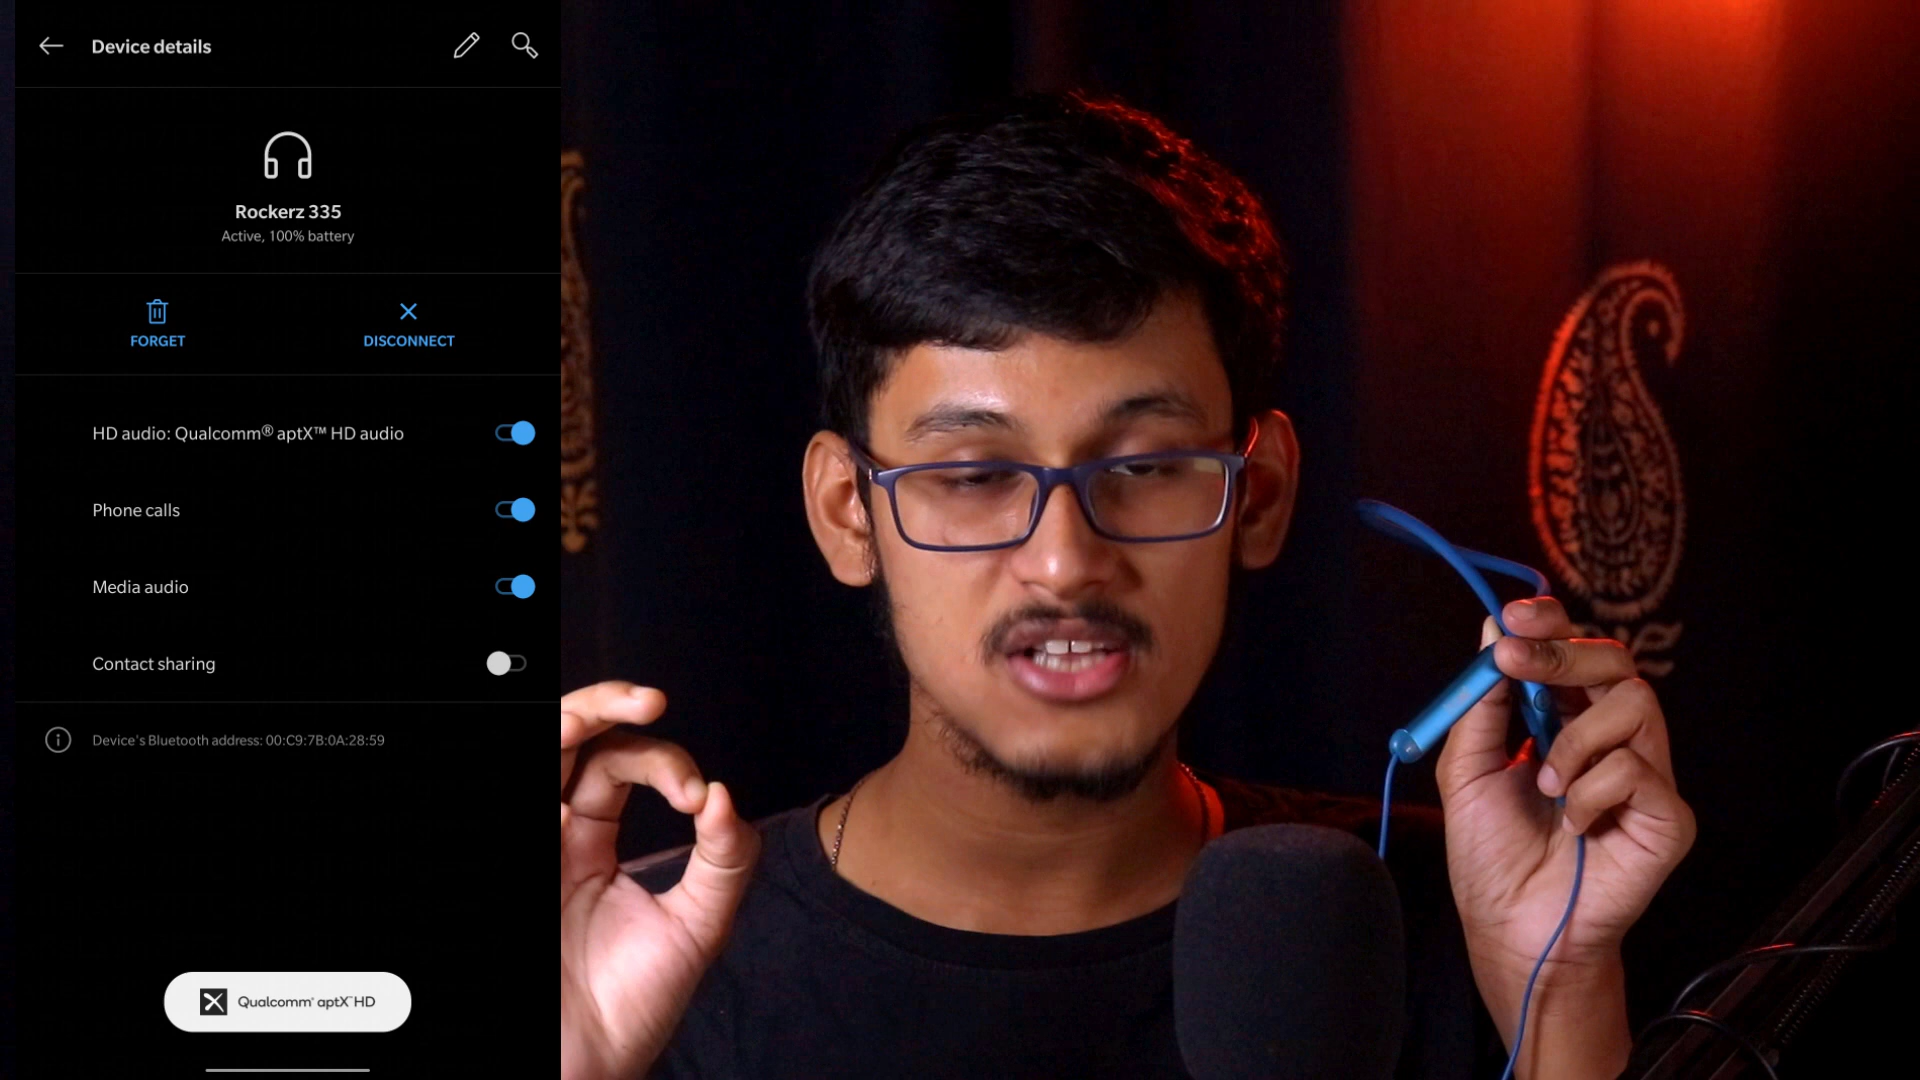 Device details
Rockerz 335
Active, 100% battery
FORGET
DISCONNECT
HD audio: Qualcomm® aptX™ HD audio
Phone calls
Media audio
Contact sharing
Device's Bluetooth address: 00:C9:7B:0A:28:59
Qualcomm® aptX™ HD